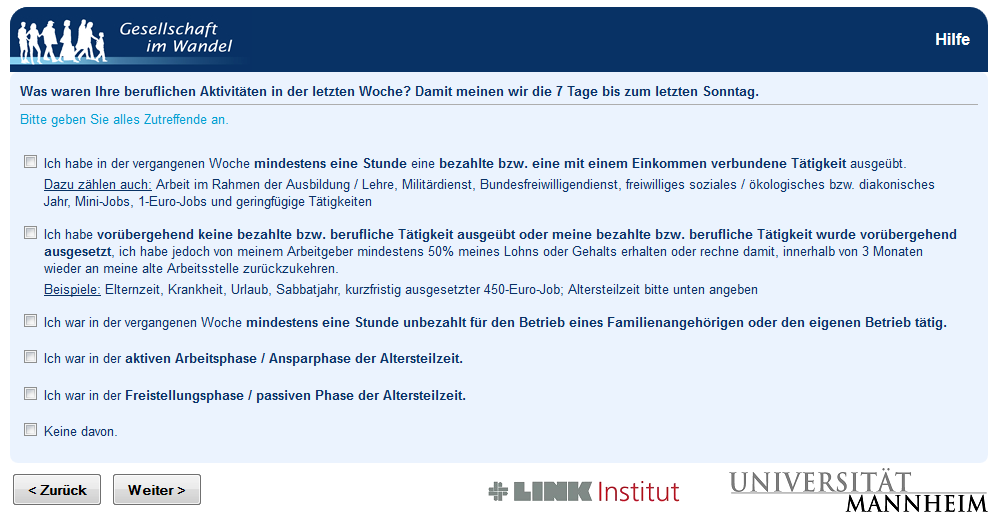 Gesellschaft
im Wandel
Hilfe
Was waren Ihre beruflichen Aktivitäten in der letzten Woche? Damit meinen wir die 7 Tage bis zum letzten Sonntag.
Bitte geben Sie alles Zutreffende an.
Ich habe in der vergangenen Woche mindestens eine Stunde eine bezahlte bzw. eine mit einem Einkommen verbundene Tätigkeit ausgeübt.
Dazu zählen auch: Arbeit im Rahmen der Ausbildung / Lehre, Militärdienst, Bundesfreiwilligendienst, freiwilliges soziales / ökologisches bzw. diakonisches
Jahr, Mini-Jobs, 1-Euro-Jobs und geringfügige Tätigkeiten
Ich habe vorübergehend keine bezahlte bzw. berufliche Tätigkeit ausgeübt oder meine bezahlte bzw. berufliche Tätigkeit wurde vorübergehend
ausgesetzt, ich habe jedoch von meinem Arbeitgeber mindestens 50% meines Lohns oder Gehalts erhalten oder rechne damit, innerhalb von 3 Monaten
wieder an meine alte Arbeitsstelle zurückzukehren.
Beispiele: Elternzeit, Krankheit, Urlaub, Sabbatjahr, kurzfristig ausgesetzter 450-Euro-Job; Altersteilzeit bitte unten angeben
Ich war in der vergangenen Woche mindestens eine Stunde unbezahlt für den Betrieb eines Familienangehörigen oder den eigenen Betrieb tätig.
Ich war in der aktiven Arbeitsphase / Ansparphase der Altersteilzeit.
Ich war in der Freistellungsphase / passiven Phase der Altersteilzeit.
Keine davon.
< Zurück
Weiter >
LINK Institut
UNIVERSITÄT
MANNHEIM